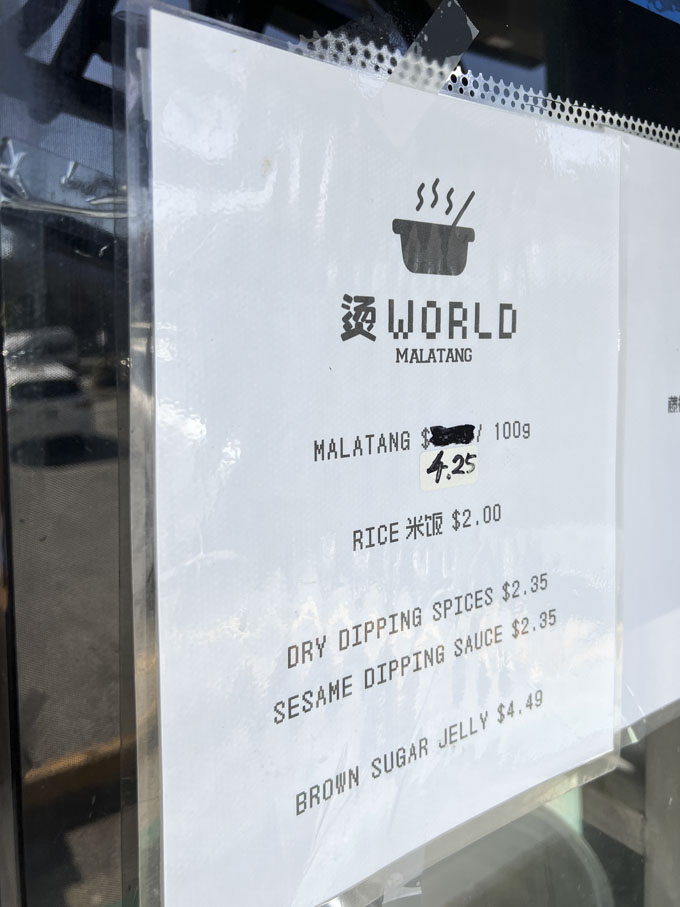 烫WORLD
MALATANG
MALATANG $ / 100g
4.25
RICE 米饭 $2.00
DRY DIPPING SPICES $2.35
SESAME DIPPING SAUCE $2.35
BROWN SUGAR JELLY $4.49